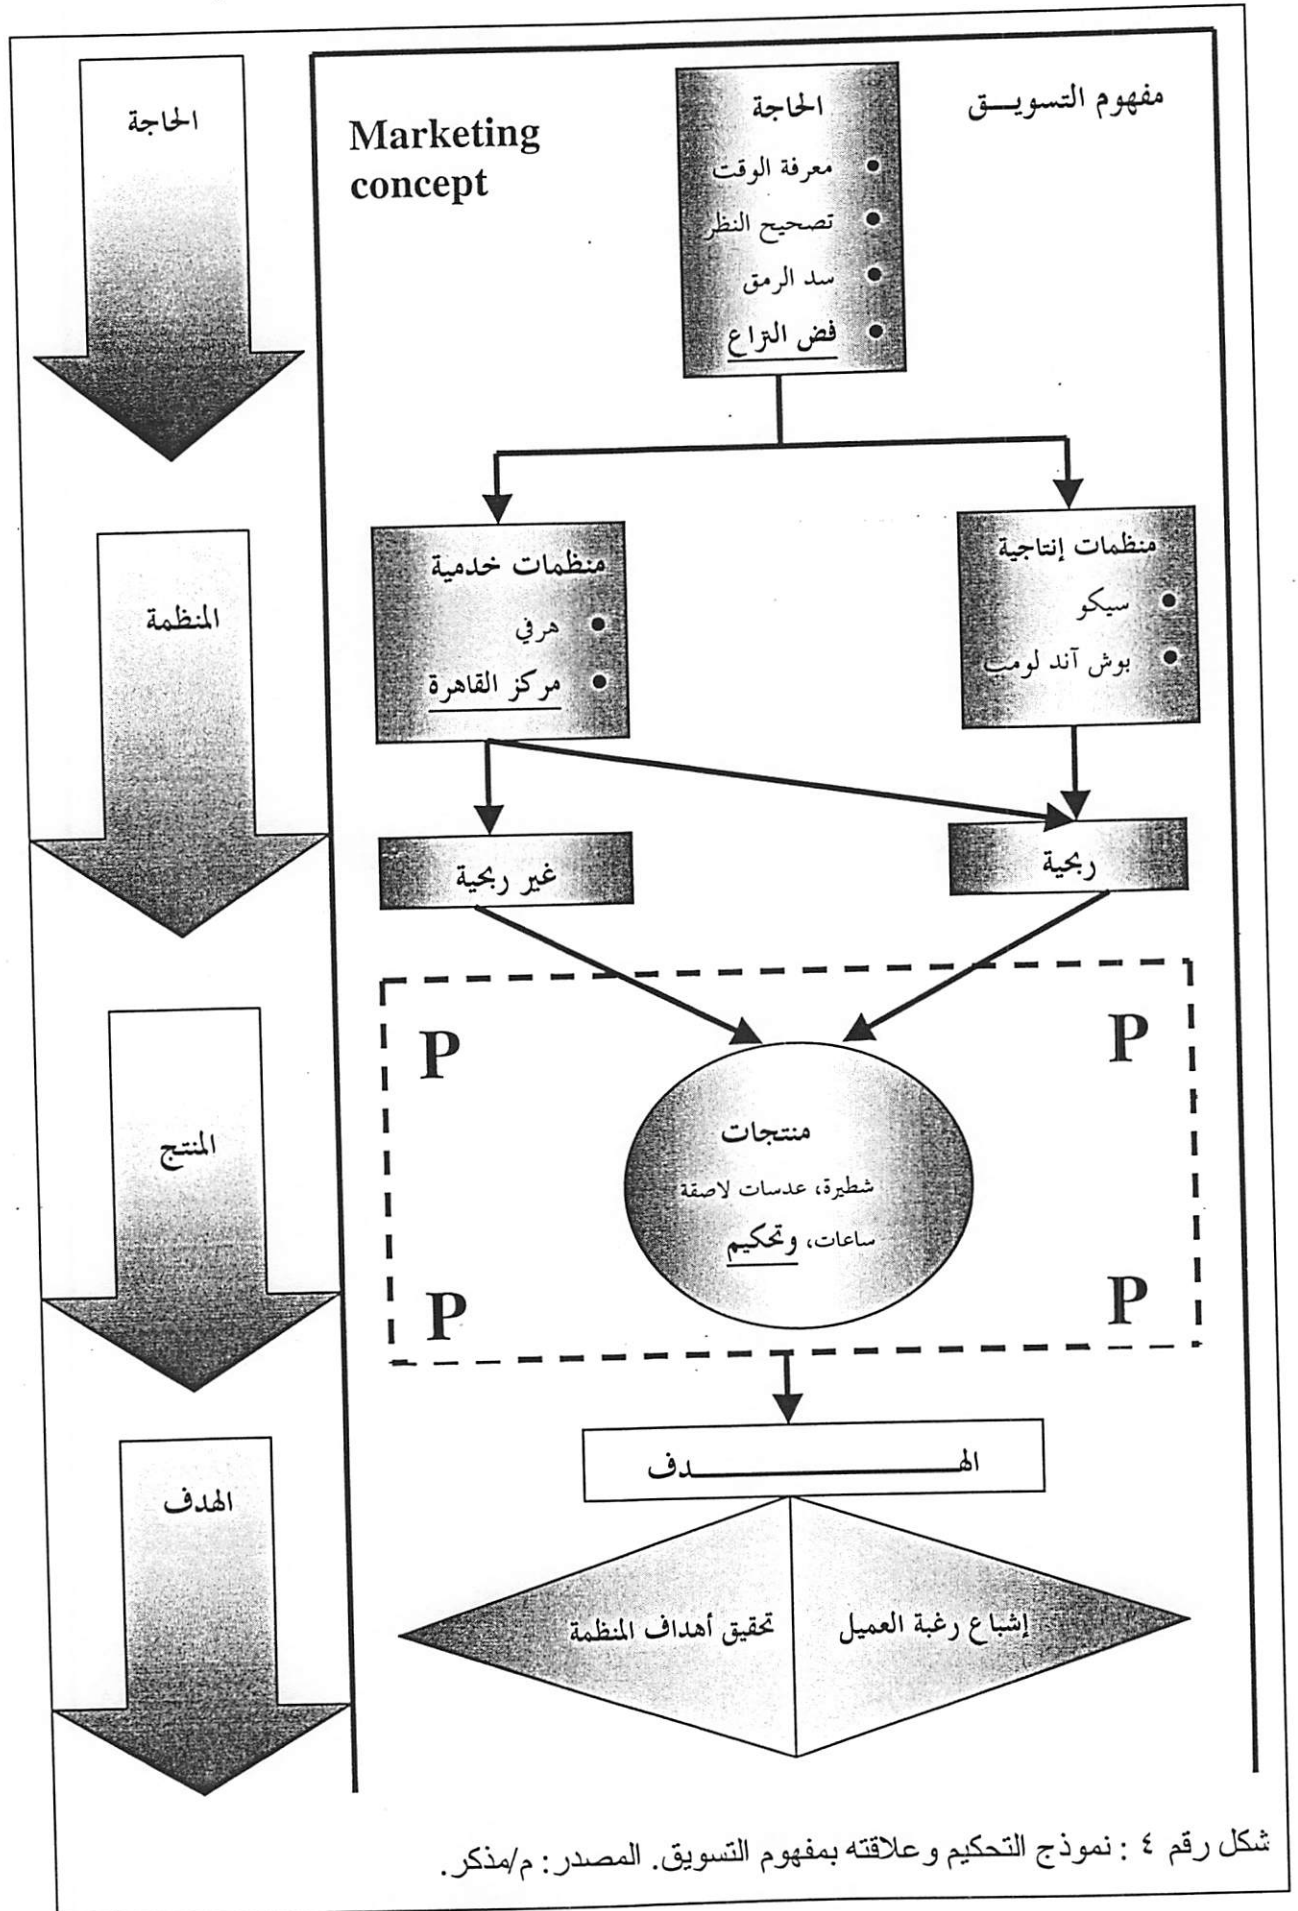 مفهوم التسويـــق
Marketing
concept
الحاجة
• معرفة الوقت
• تصحيح النظر
• سد الرمق
• فض النزاع
منظمات إنتاجية
• سيكو
• بوش آند لومب
منظمات خدمية
• هرفي
• مركز القاهرة
ربحية
غير ربحية
P
P
منتجات
شطيرة، عدسات لاصقة
ساعات، وتحكيم
P
P
الهـــــــــــــــــدف
إشباع رغبة العميل
تحقيق أهداف المنظمة
الحاجة
المنظمة
المنتج
الهدف
شكل رقم ٤ : نموذج التحكيم وعلاقته بمفهوم التسويق. المصدر: م/مذكر.